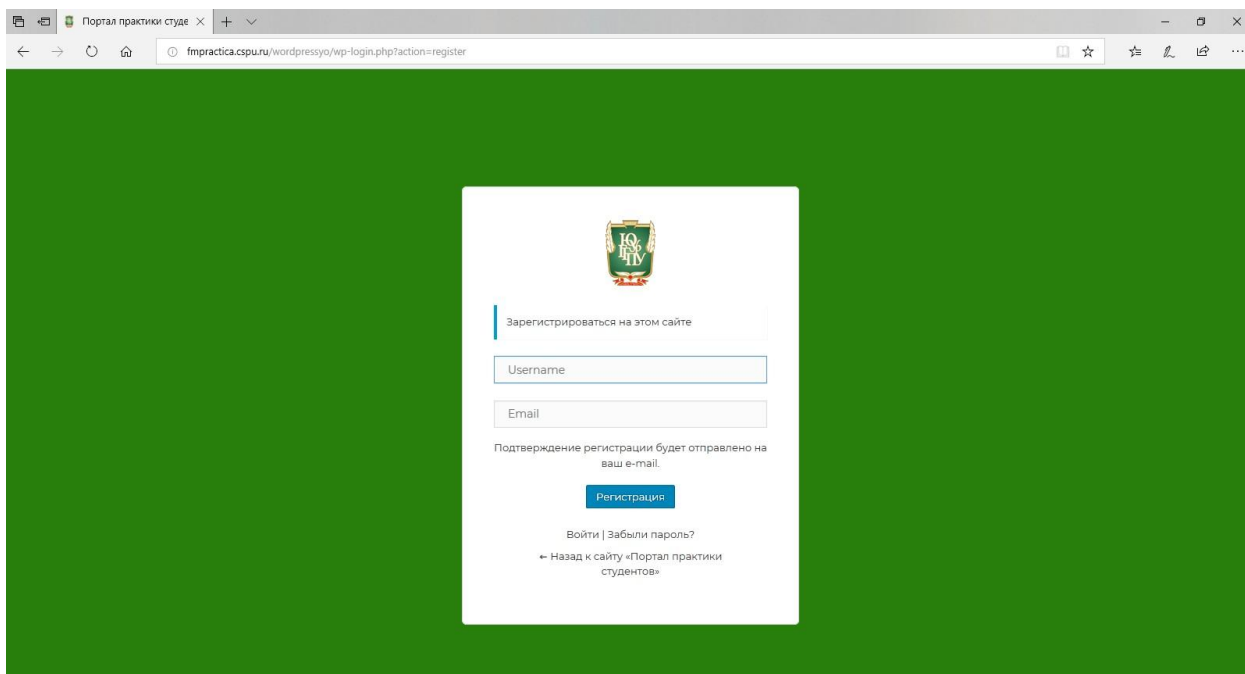 Портал практики студе
fmpractica.cspu.ru/wordpressyo/wp-login.php?action=register
Зарегистрироваться на этом сайте
Username
Email
Подтверждение регистрации будет отправлено на
ваш e-mail.
Регистрация
Войти | Забыли пароль?
← Назад к сайту «Портал практики
студентов»